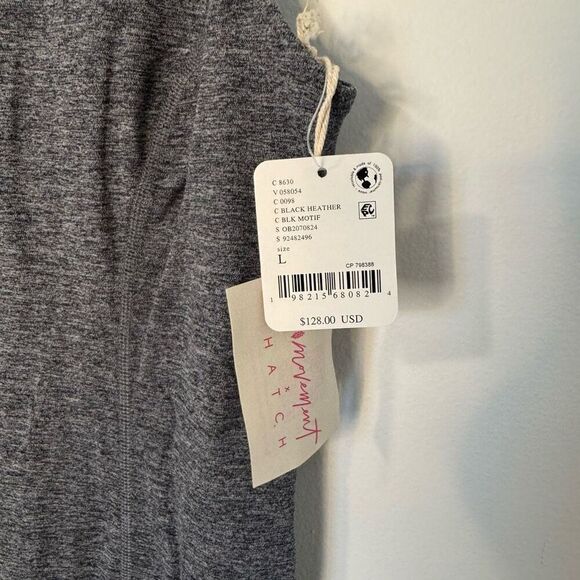 C 8630
V 058054
C 0098
C BLACK HEATHER
C BLK MOTIF
S OB2070824
S 92482496
size
L
CP 798388
1 98215 68082 4
$128.00 USD
movement
×
HATCH